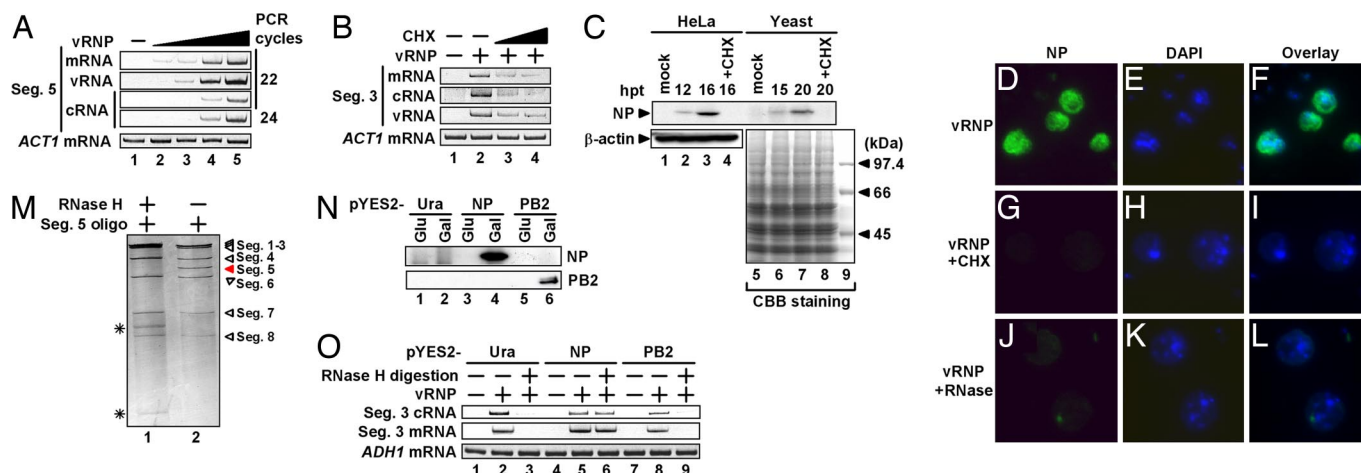 A
vRNP
−
PCR cycles
Seg. 5
mRNA
vRNA
22
cRNA
24
ACT1 mRNA
1 2 3 4 5
B
CHX − −
vRNP − + + +
Seg. 3
mRNA
cRNA
vRNA
ACT1 mRNA
1 2 3 4
C
HeLa Yeast
mock +CHX mock +CHX
hpt 12 16 16 15 20 20
NP
β-actin
1 2 3 4
(kDa)
97.4
66
45
5 6 7 8 9
CBB staining
NP DAPI Overlay
D E F
vRNP
G H I
vRNP
+CHX
J K L
vRNP
+RNase
M
RNase H + −
Seg. 5 oligo + +
Seg. 1-3
Seg. 4
Seg. 5
Seg. 6
Seg. 7
*
Seg. 8
*
1 2
N
pYES2- Ura NP PB2
Glu Gal Glu Gal Glu Gal
NP
PB2
1 2 3 4 5 6
O
pYES2- Ura NP PB2
RNase H digestion − − + − − + − − +
vRNP − + + − + + − + +
Seg. 3 cRNA
Seg. 3 mRNA
ADH1 mRNA
1 2 3 4 5 6 7 8 9